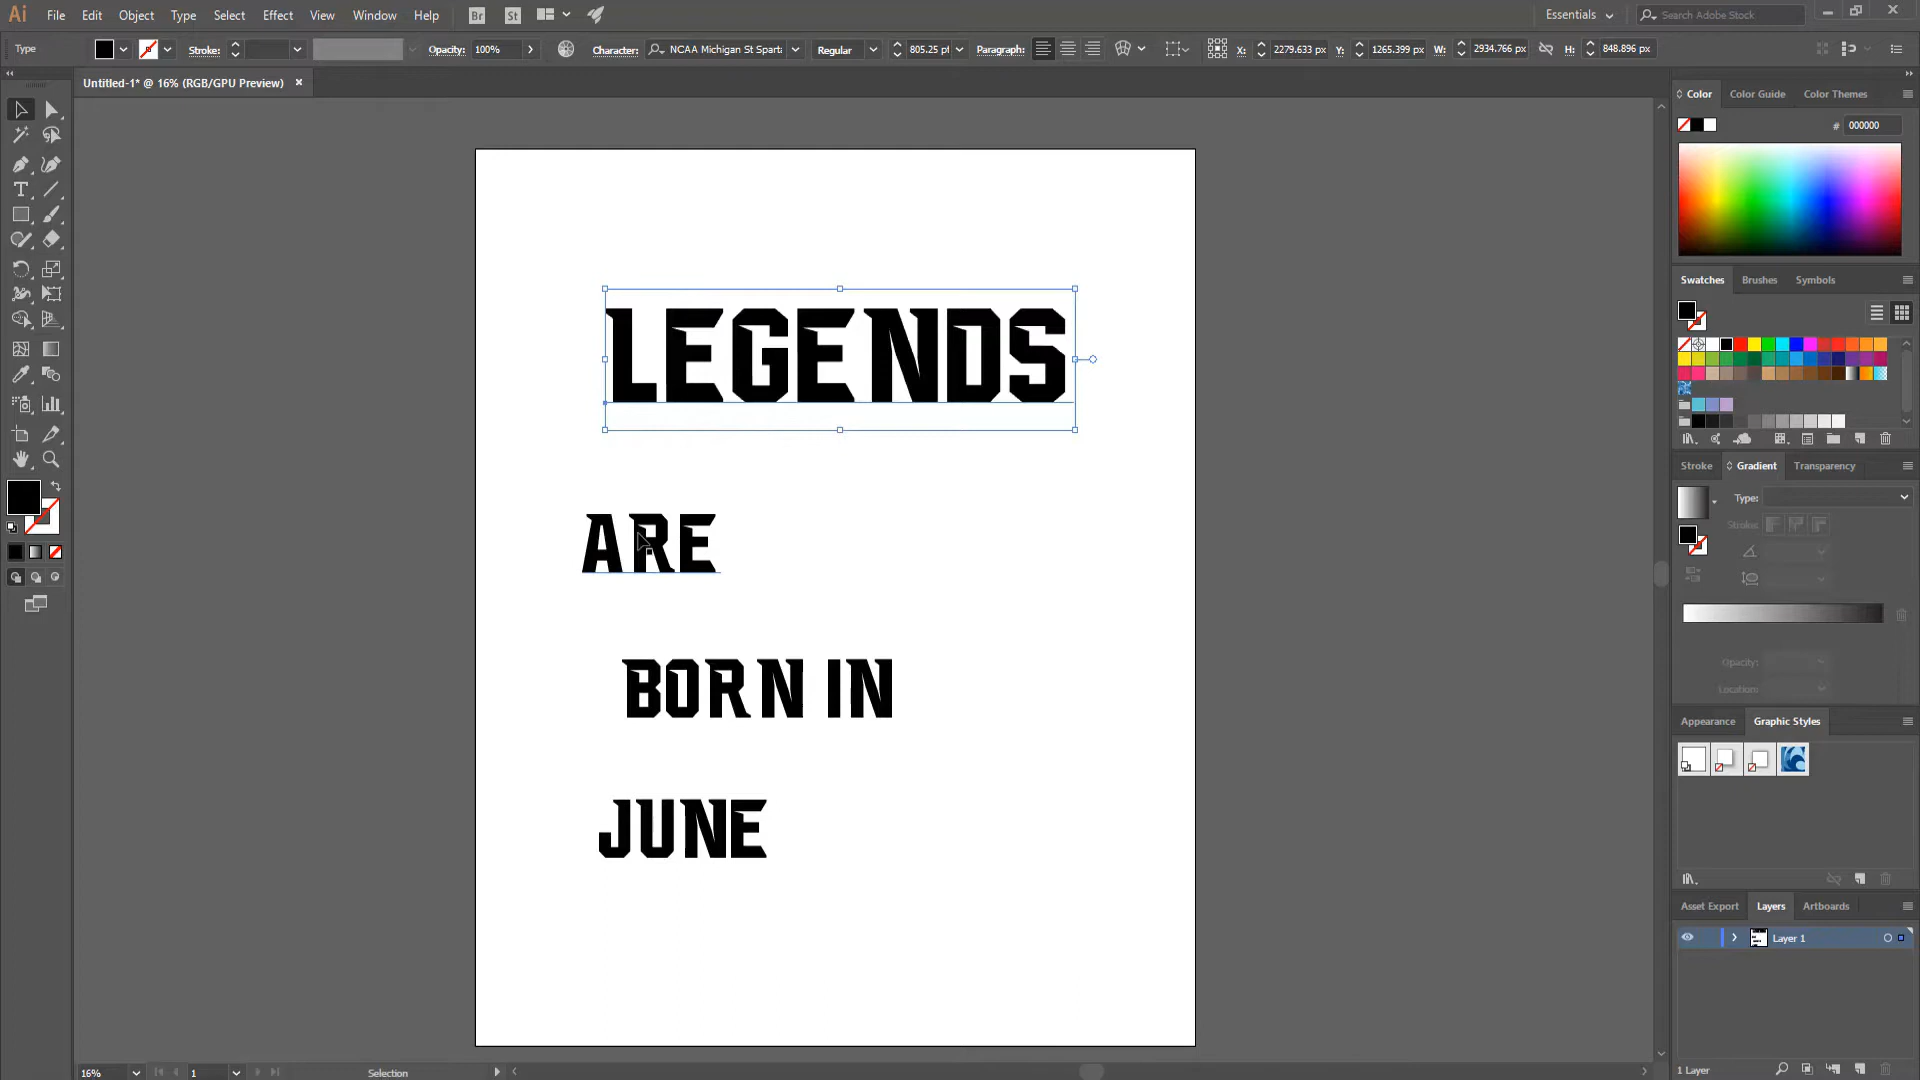 Ai File Edit Object Type Select Effect View Window Help Br St Essentials Search Adobe Stock
Type Stroke: Opacity: 100% Character: NCAA Michigan St Sparta Regular 805.25 pt Paragraph: X: 2279.633 px Y: 1265.399 px W: 2934.766 px H: 848.896 px
Untitled-1* @ 16% (RGB/GPU Preview)
Color Color Guide Color Themes
# 000000
LEGENDS
ARE
BORN IN
JUNE
Swatches Brushes Symbols
Stroke Gradient Transparency
Type:
Stroke:
Opacity:
Location:
Appearance Graphic Styles
Asset Export Layers Artboards
Layer 1
1 Layer
16% 1 Selection